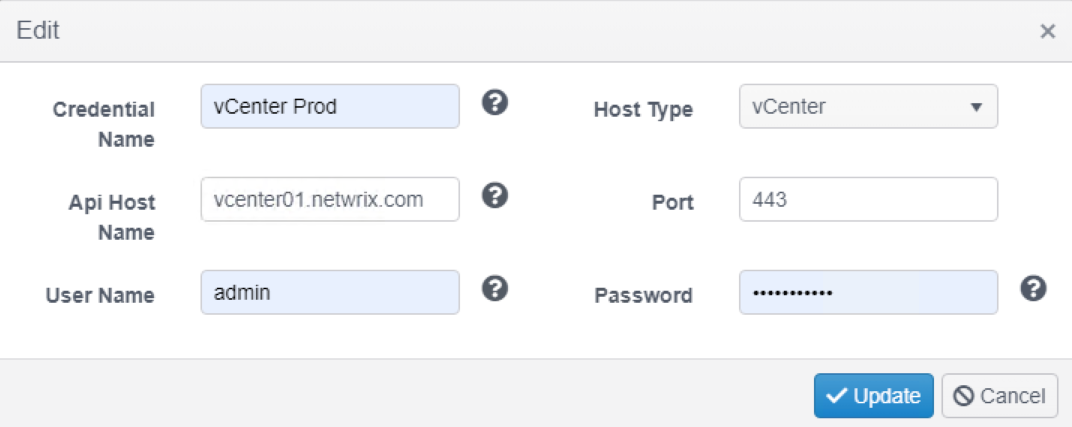 Edit ×
Credential Name vCenter Prod ? Host Type vCenter
Api Host Name vcenter01.netwrix.com ? Port 443
User Name admin ? Password ••••••••••• ?
Update Cancel